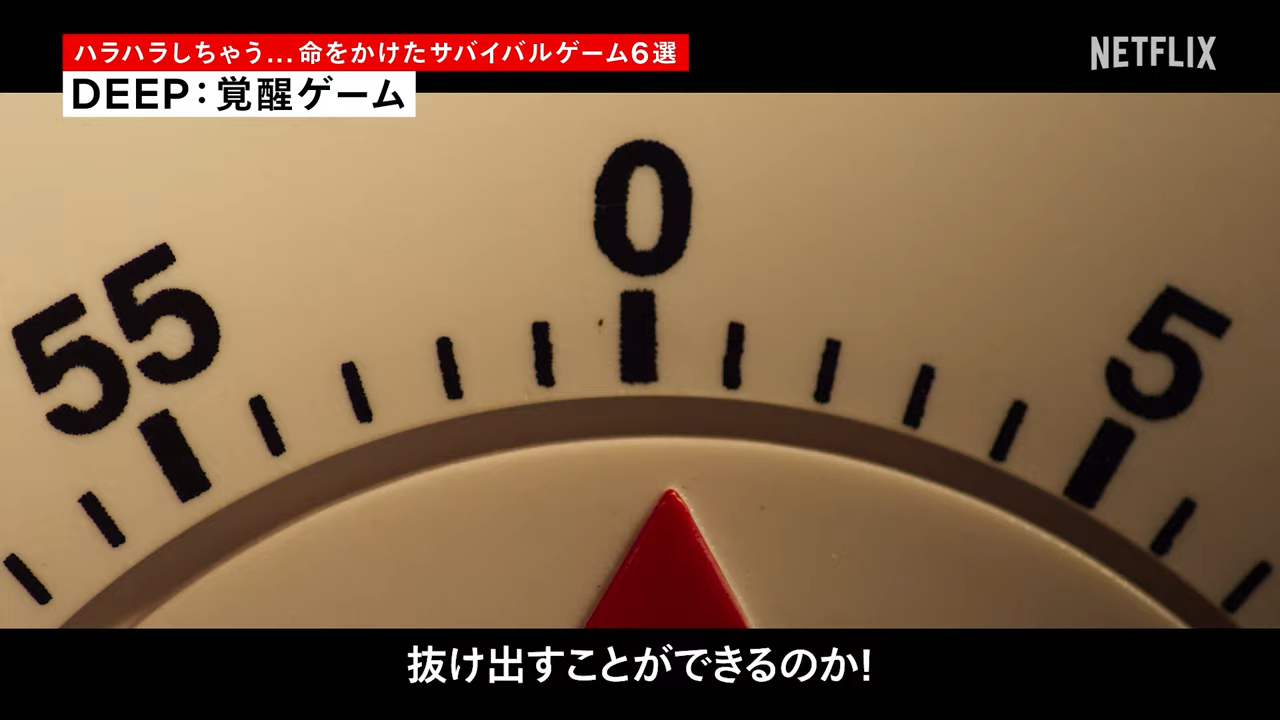 ハラハラしちゃう...命をかけたサバイバルゲーム6選
NETFLIX
DEEP：覚醒ゲーム
0
55
5
抜け出すことができるのか!